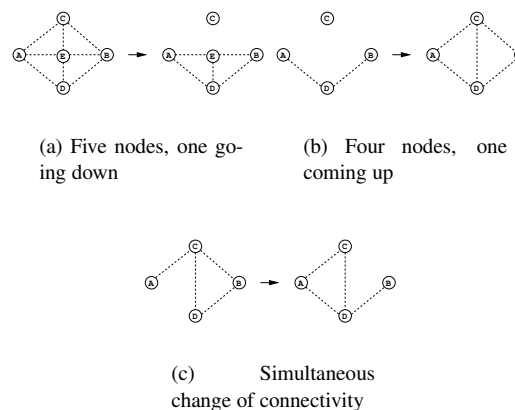 C
C
C
C
A
E
B
A
E
B
A
B
A
D
D
D
D
(a) Five nodes, one go-
ing down
(b) Four nodes, one
coming up
C
C
A
B
A
B
D
D
(c) Simultaneous
change of connectivity